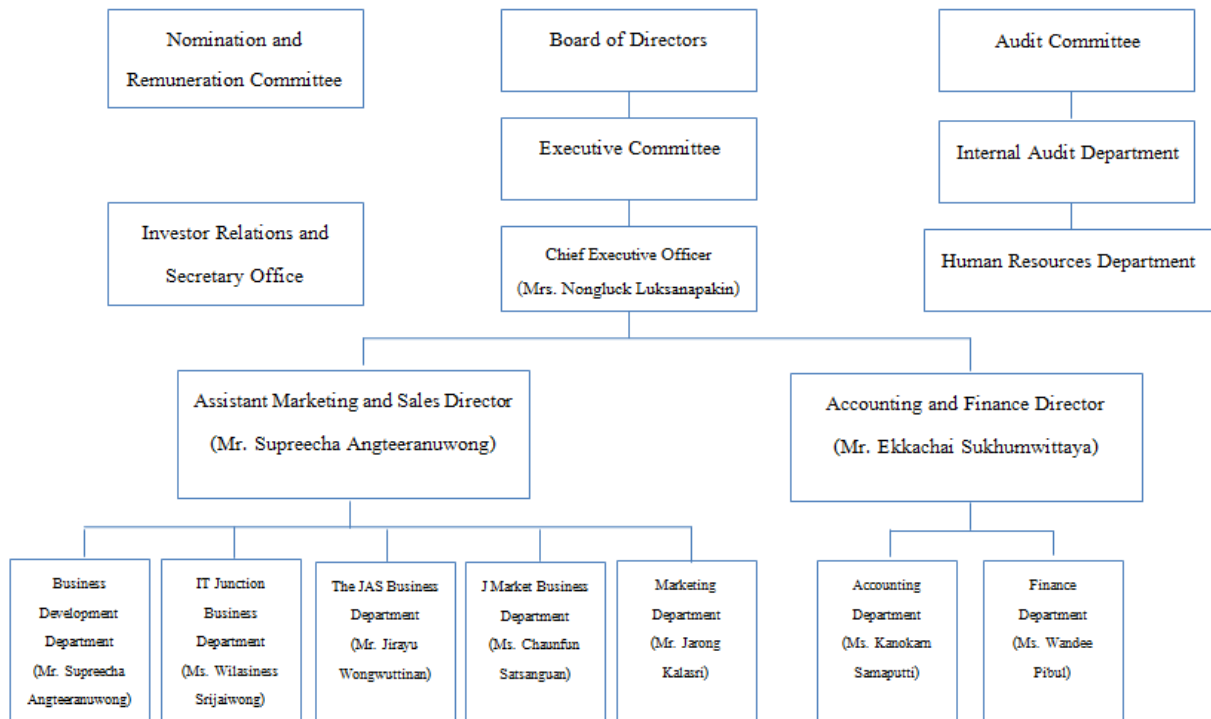 Nomination and
Remuneration Committee
Board of Directors
Audit Committee
Executive Committee
Internal Audit Department
Investor Relations and
Secretary Office
Chief Executive Officer
(Mrs. Nongluck Luksanapakin)
Human Resources Department
Assistant Marketing and Sales Director
(Mr. Supreecha Angteeranuwong)
Accounting and Finance Director
(Mr. Ekkachai Sukhumwittaya)
Business
Development
Department
(Mr. Supreecha
Angteeranuwong)
IT Junction
Business
Department
(Ms. Wilasiness
Srijaiwong)
The JAS Business
Department
(Mr. Jirayu
Wongwuttinan)
J Market Business
Department
(Ms. Chaunfun
Satsanguan)
Marketing
Department
(Mr. Jarong
Kalasri)
Accounting
Department
(Ms. Kanokarn
Samaputti)
Finance
Department
(Ms. Wandee
Pibul)